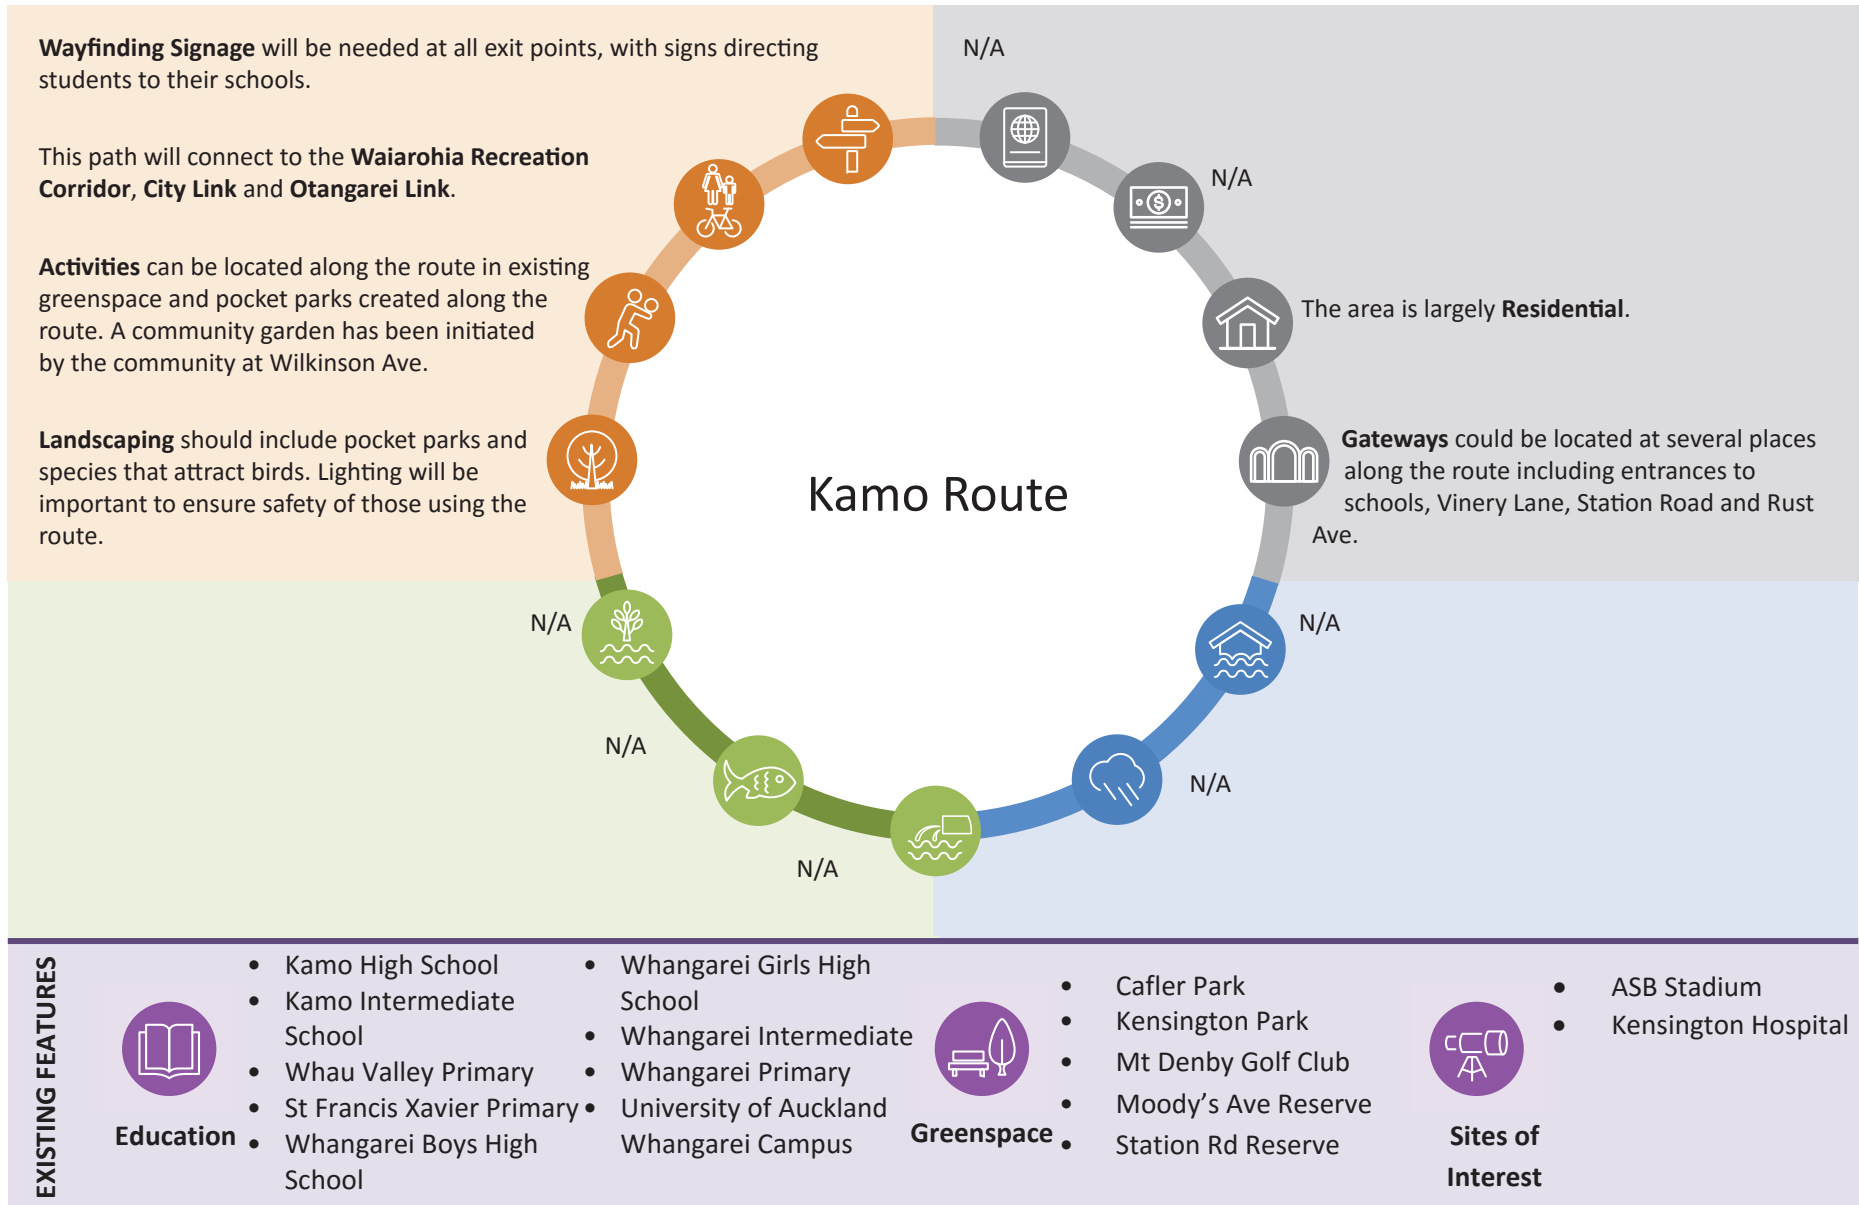 Wayfinding Signage will be needed at all exit points, with signs directing
students to their schools.
This path will connect to the Waiarohia Recreation
Corridor, City Link and Otangarei Link.
Activities can be located along the route in existing
greenspace and pocket parks created along the
route. A community garden has been initiated
by the community at Wilkinson Ave.
Landscaping should include pocket parks and
species that attract birds. Lighting will be
important to ensure safety of those using the
route.
N/A
N/A
The area is largely Residential.
Gateways could be located at several places
along the route including entrances to
schools, Vinery Lane, Station Road and Rust
Ave.
Kamo Route
N/A
N/A
N/A
N/A
N/A
EXISTING FEATURES
Education
• Kamo High School
• Kamo Intermediate
School
• Whau Valley Primary
• St Francis Xavier Primary
• Whangarei Boys High
School
• Whangarei Girls High
School
• Whangarei Intermediate
• Whangarei Primary
• University of Auckland
Whangarei Campus
Greenspace
• Cafler Park
• Kensington Park
• Mt Denby Golf Club
• Moody's Ave Reserve
• Station Rd Reserve
Sites of
Interest
• ASB Stadium
• Kensington Hospital